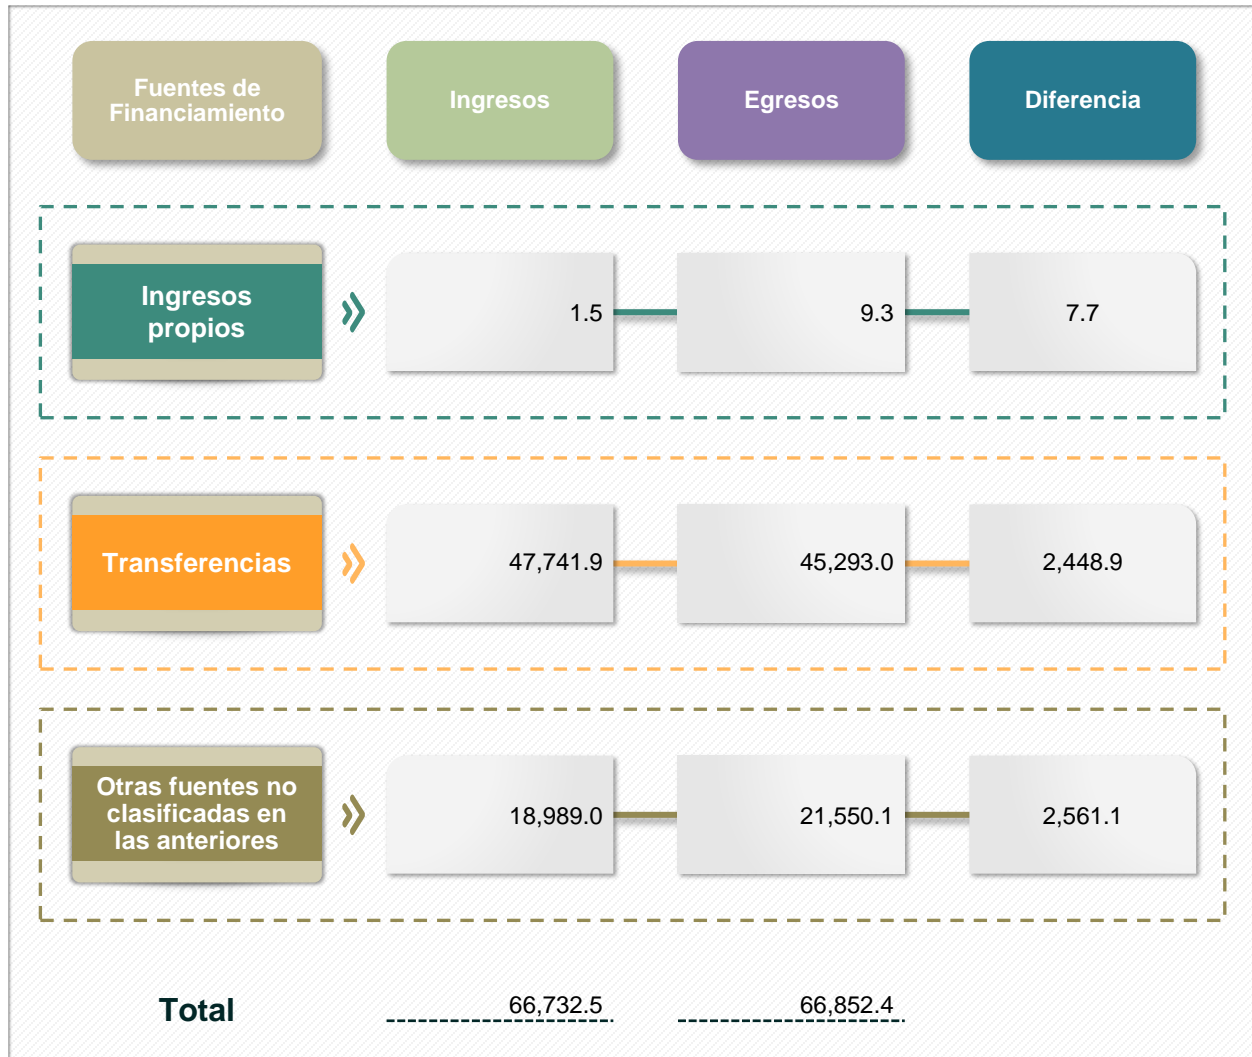 Fuentes de
Financiamiento
Ingresos
Egresos
Diferencia
Ingresos
propios
1.5
9.3
7.7
Transferencias
47,741.9
45,293.0
2,448.9
Otras fuentes no
clasificadas en
las anteriores
18,989.0
21,550.1
2,561.1
Total
66,732.5
66,852.4